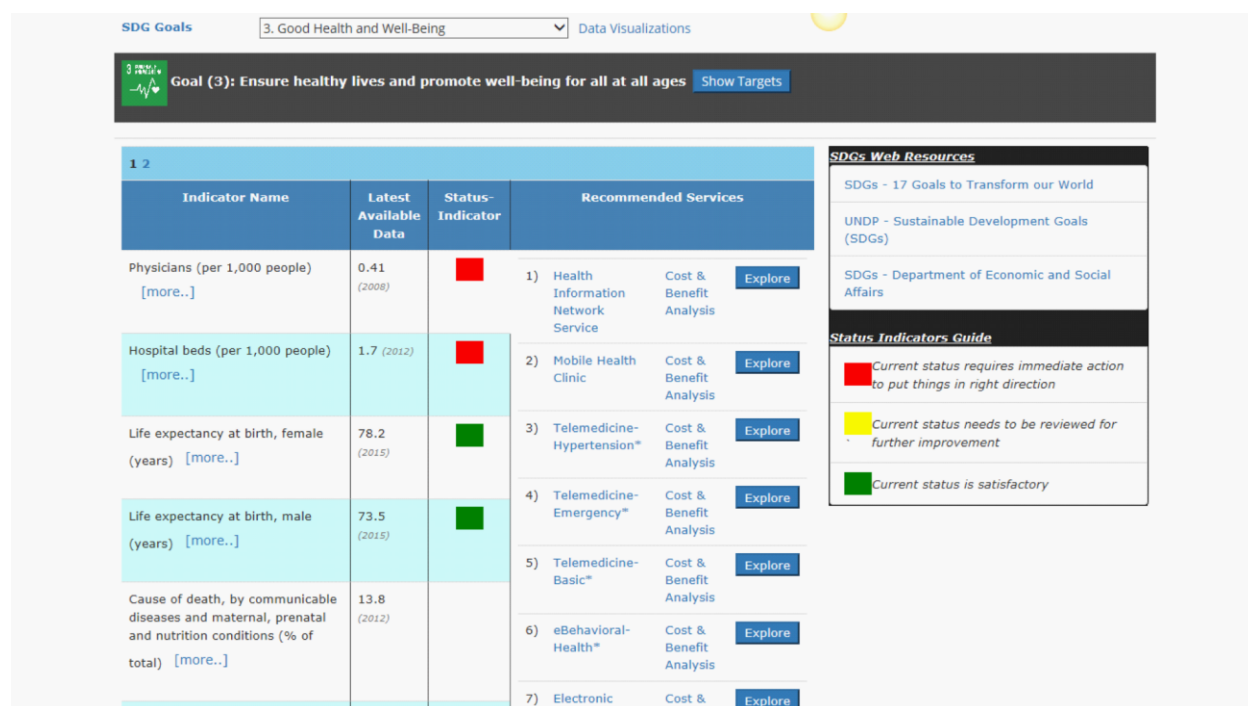 SDG Goals 3. Good Health and Well-Being Data Visualizations
3
Goal (3): Ensure healthy lives and promote well-being for all at all ages Show Targets
1 2
Indicator Name
Latest
Available
Data
Status-
Indicator
Recommended Services
Physicians (per 1,000 people)
[more..]
0.41
(2008)
Hospital beds (per 1,000 people)
[more..]
1.7 (2012)
Life expectancy at birth, female
(years) [more..]
78.2
(2015)
Life expectancy at birth, male
(years) [more..]
73.5
(2015)
Cause of death, by communicable
diseases and maternal, prenatal
and nutrition conditions (% of
total) [more..]
13.8
(2012)
1) Health
Information
Network
Service
Cost &
Benefit
Analysis
Explore
2) Mobile Health
Clinic
Cost &
Benefit
Analysis
Explore
3) Telemedicine-
Hypertension*
Cost &
Benefit
Analysis
Explore
4) Telemedicine-
Emergency*
Cost &
Benefit
Analysis
Explore
5) Telemedicine-
Basic*
Cost &
Benefit
Analysis
Explore
6) eBehavioral-
Health*
Cost &
Benefit
Analysis
Explore
7) Electronic
Cost &
Explore
SDGs Web Resources
SDGs - 17 Goals to Transform our World
UNDP - Sustainable Development Goals
(SDGs)
SDGs - Department of Economic and Social
Affairs
Status Indicators Guide
Current status requires immediate action
to put things in right direction
Current status needs to be reviewed for
further improvement
Current status is satisfactory